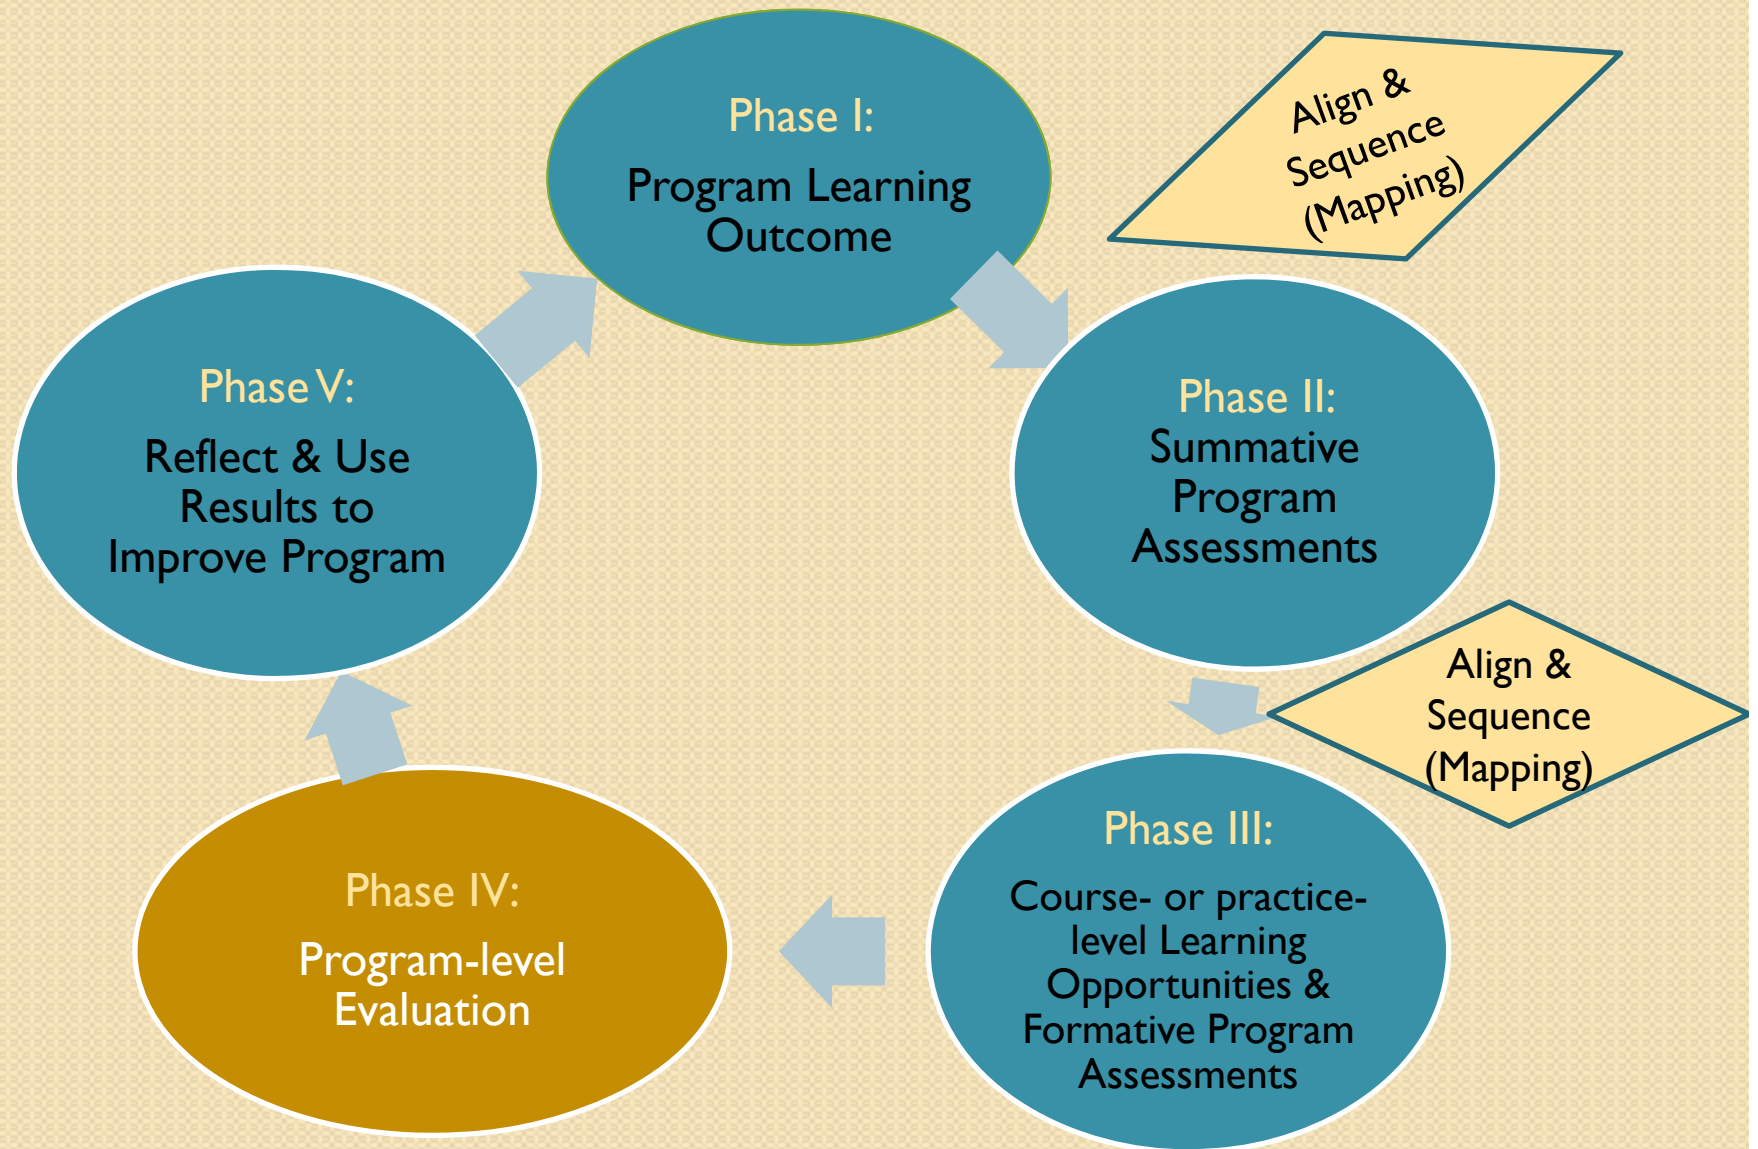 Phase I:
Program Learning
Outcome
Align &
Sequence
(Mapping)
Phase II:
Summative
Program
Assessments
Align &
Sequence
(Mapping)
Phase III:
Course- or practice-
level Learning
Opportunities &
Formative Program
Assessments
Phase IV:
Program-level
Evaluation
Phase V:
Reflect & Use
Results to
Improve Program